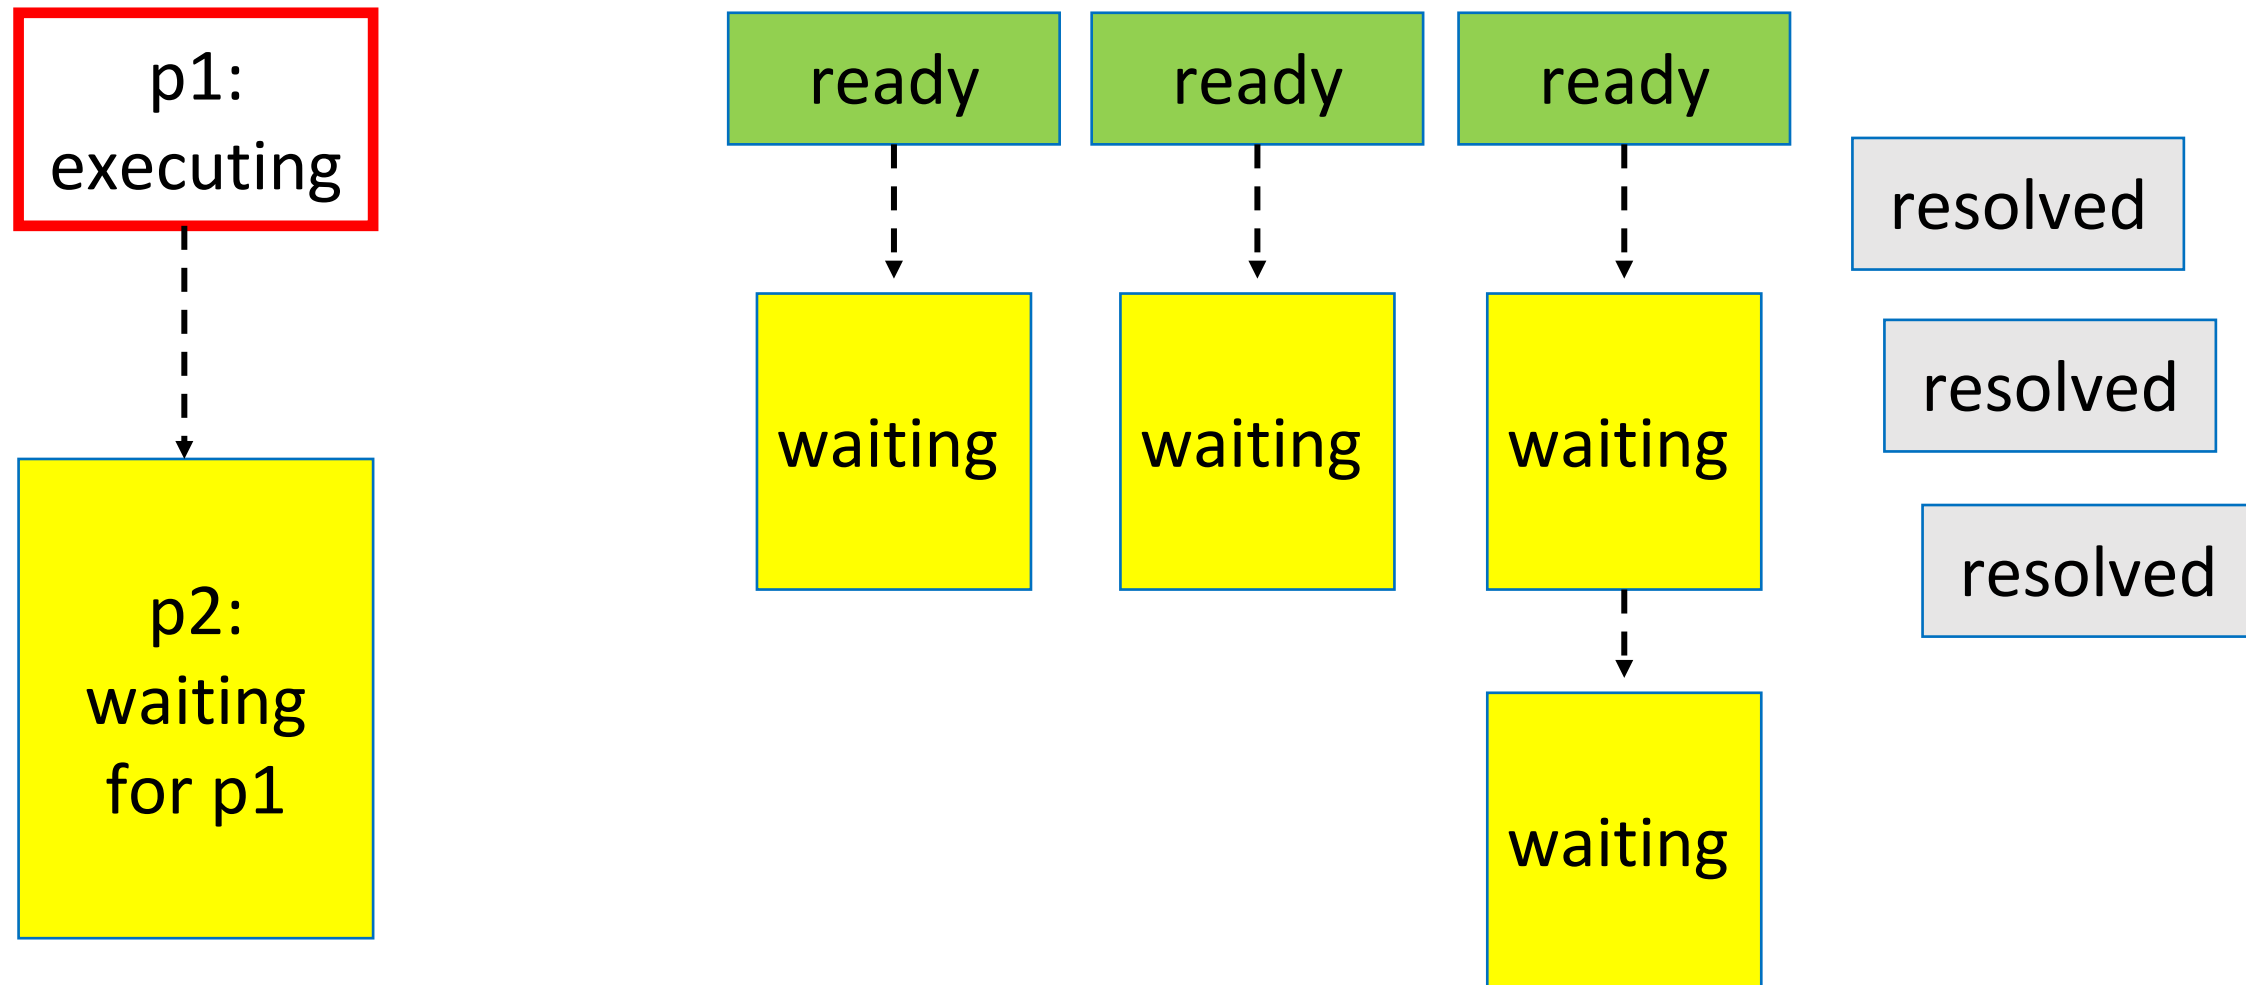 p1:
executing
p2:
waiting
for p1
ready
ready
ready
waiting
waiting
waiting
waiting
resolved
resolved
resolved